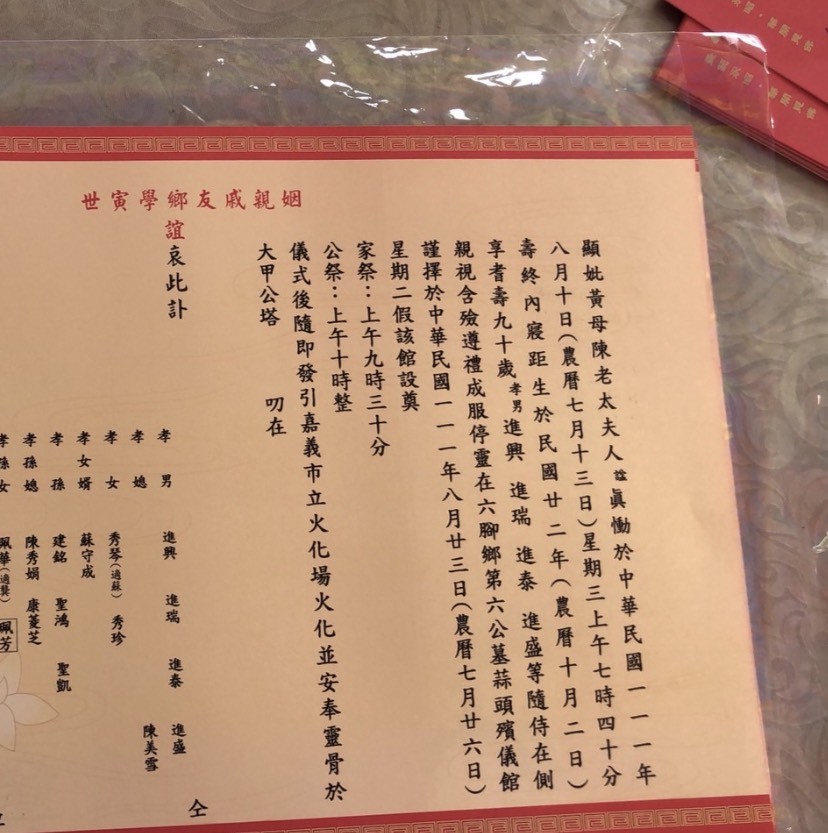 顯妣黃母陳老太夫人諡眞慟於中華民國一一一年
八月十日(農曆七月十三日)星期三上午七時四十分
壽終內寢距生於民國廿二年(農曆十月二日)
享耆壽九十歲孝男進興 進瑞 進泰 進盛等隨侍在側
親視含殮遵禮成服停靈在六腳鄉第六公墓蒜頭殯儀館
謹擇於中華民國一一一年八月廿三日(農曆七月廿六日)
星期二假該館設奠
家祭：上午九時三十分
公祭：上午十時整
儀式後隨即發引嘉義市立火化場火化並安奉靈骨於
大甲公塔 叨在
姻親戚友鄉學寅世
誼哀此訃
孝男 進興 進瑞 進泰 進盛 仝
孝媳 陳美雪
孝女 秀琴(適蘇) 秀珍
孝女婿 蘇守成
孝孫 建銘 聖鴻 聖凱
孝孫媳 陳秀娟 康菱芝
孝孫女 珮華(適龔) 珮芳